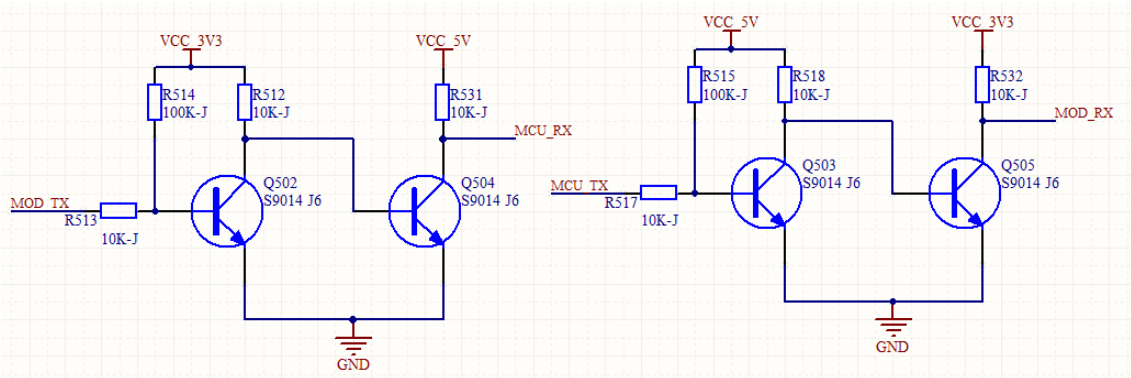 VCC_3V3
R514
100K-J
R512
10K-J
VCC_5V
R531
10K-J
MCU_RX
Q502
S9014 J6
Q504
S9014 J6
MOD_TX
R513
10K-J
GND
VCC_5V
R515
100K-J
R518
10K-J
VCC_3V3
R532
10K-J
MOD_RX
Q503
S9014 J6
Q505
S9014 J6
MCU_TX
R517
10K-J
GND